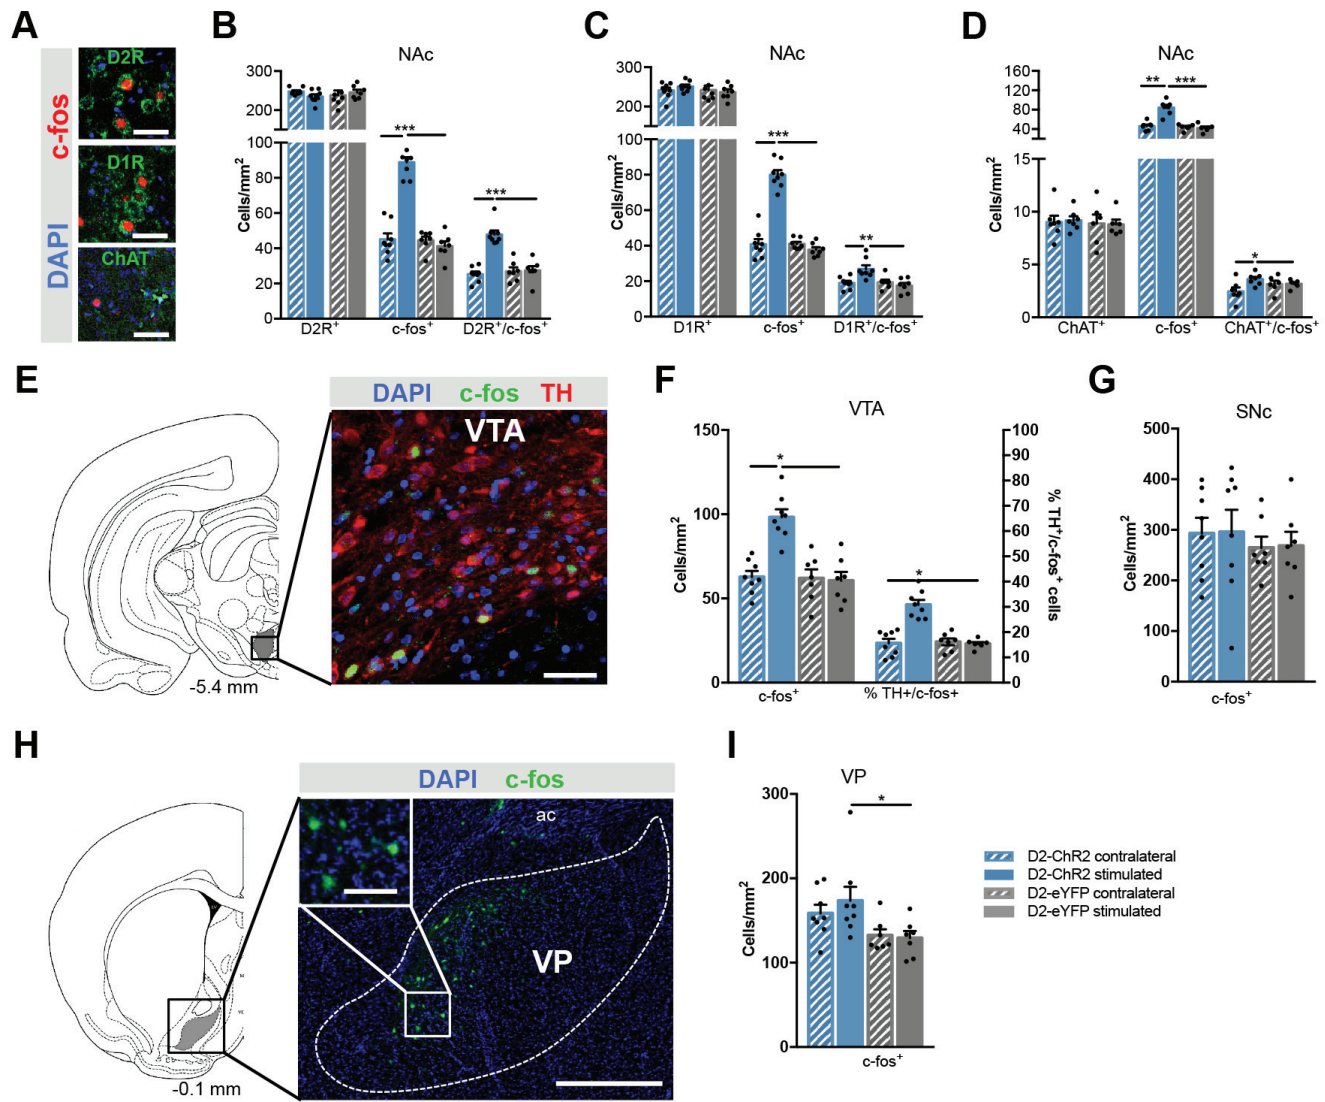 A
DAPI c-fos
D2R
D1R
ChAT
B
NAc
Cells/mm²
300
200
100
80
60
40
20
0
***
***
D2R⁺
c-fos⁺
D2R⁺/c-fos⁺
C
NAc
Cells/mm²
300
200
100
80
60
40
20
0
***
**
D1R⁺
c-fos⁺
D1R⁺/c-fos⁺
D
NAc
Cells/mm²
160
120
80
40
15
10
5
0
**
***
*
ChAT⁺
c-fos⁺
ChAT⁺/c-fos⁺
E
DAPI c-fos TH
VTA
-5.4 mm
F
VTA
Cells/mm²
150
100
50
0
*
*
100
90
80
70
60
50
40
30
20
10
0
% TH⁺/c-fos⁺ cells
c-fos⁺
% TH+/c-fos+
G
SNc
Cells/mm²
500
400
300
200
100
0
c-fos⁺
H
DAPI c-fos
ac
VP
-0.1 mm
I
VP
Cells/mm²
300
200
100
0
*
c-fos⁺
D2-ChR2 contralateral
D2-ChR2 stimulated
D2-eYFP contralateral
D2-eYFP stimulated